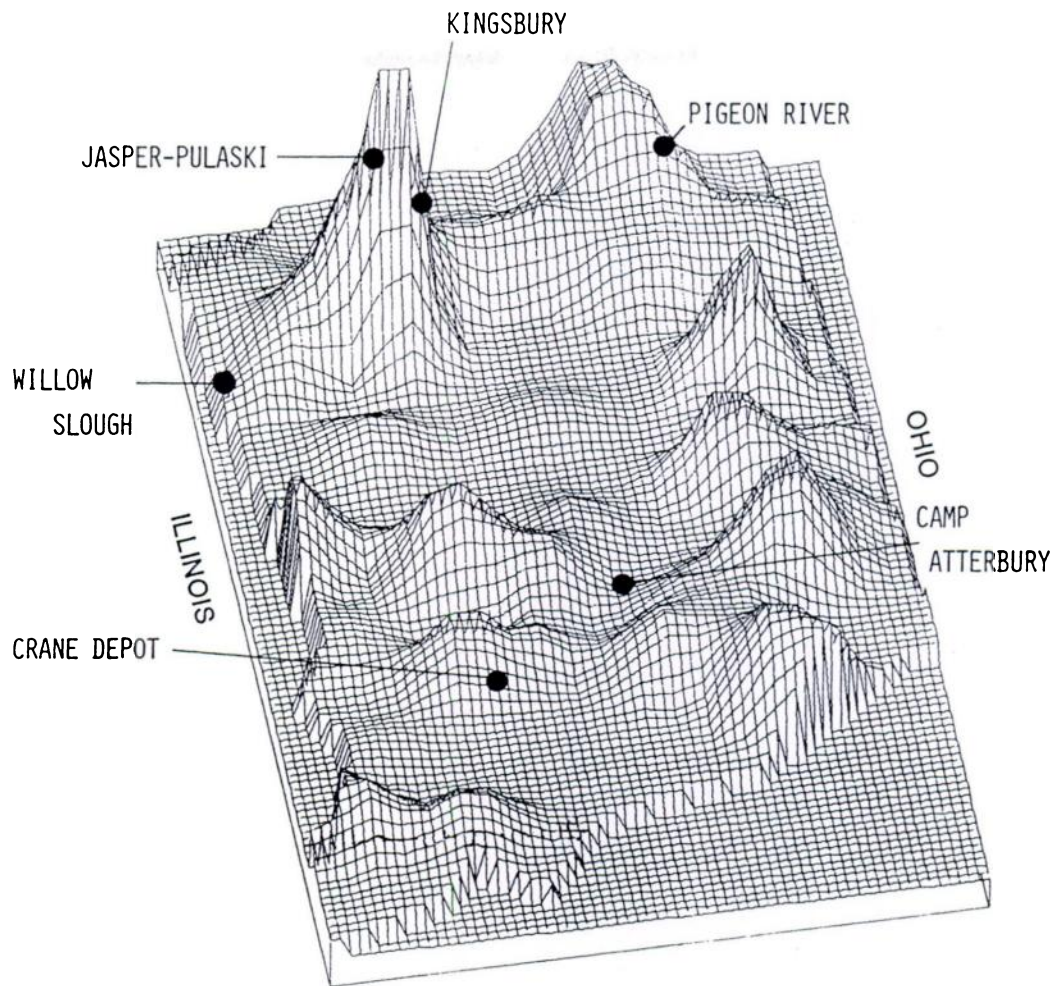 KINGSBURY
PIGEON RIVER
JASPER-PULASKI
WILLOW
SLOUGH
OHIO
CAMP
ATTERBURY
ILLINOIS
CRANE DEPOT